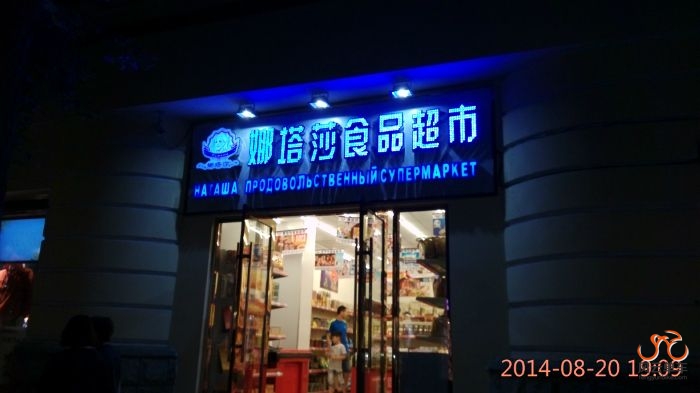 娜塔莎食品超市
НАТАША ПРОДОВОЛЬСТВЕННЫЙ СУПЕРМАРКЕТ
2014-08-20 19:09